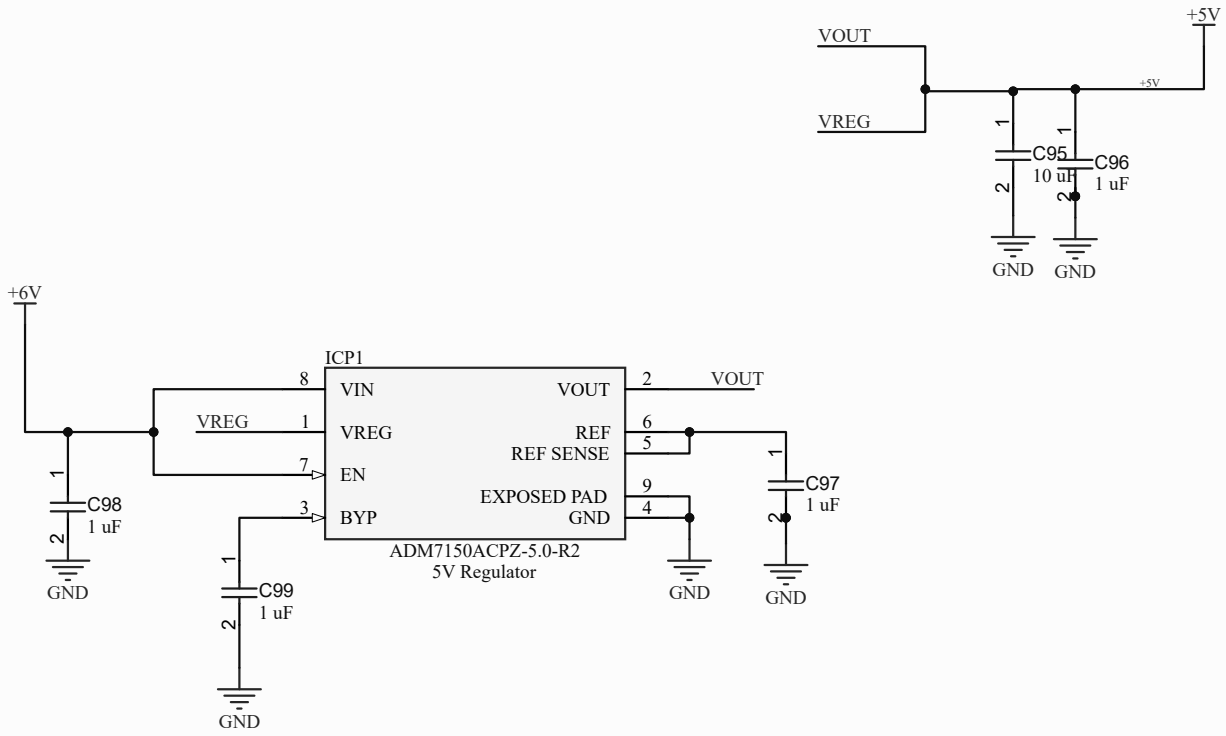 +5V
VOUT
+5V
VREG
1
1
C95
C96
10 uF
1 uF
2
2
GND
GND
+6V
ICP1
8
VIN
VOUT
2
VOUT
VREG
1
VREG
REF
6
REF SENSE
5
7
EN
1
1
C98
1 uF
2
EXPOSED PAD
9
C97
1 uF
2
3
BYP
GND
4
ADM7150ACPZ-5.0-R2
5V Regulator
1
GND
GND
GND
C99
1 uF
2
GND